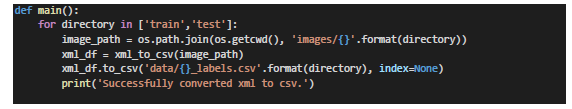 def main():
    for directory in ['train','test']:
        image_path = os.path.join(os.getcwd(), 'images/{}'.format(directory))
        xml_df = xml_to_csv(image_path)
        xml_df.to_csv('data/{}_labels.csv'.format(directory), index=None)
        print('Successfully converted xml to csv.')